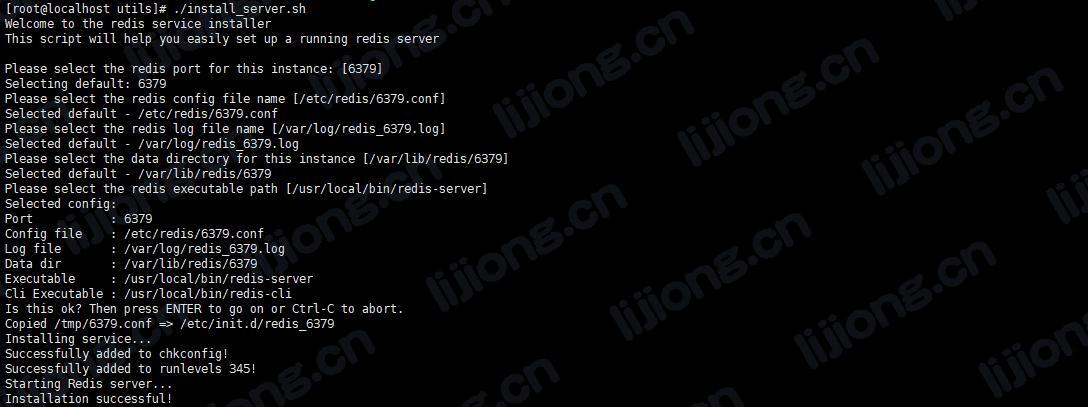 [root@localhost utils]# ./install_server.sh
Welcome to the redis service installer
This script will help you easily set up a running redis server
Please select the redis port for this instance: [6379]
Selecting default: 6379
Please select the redis config file name [/etc/redis/6379.conf]
Selected default - /etc/redis/6379.conf
Please select the redis log file name [/var/log/redis_6379.log]
Selected default - /var/log/redis_6379.log
Please select the data directory for this instance [/var/lib/redis/6379]
Selected default - /var/lib/redis/6379
Please select the redis executable path [/usr/local/bin/redis-server]
Selected config:
Port           : 6379
Config file    : /etc/redis/6379.conf
Log file       : /var/log/redis_6379.log
Data dir       : /var/lib/redis/6379
Executable     : /usr/local/bin/redis-server
Cli Executable : /usr/local/bin/redis-cli
Is this ok? Then press ENTER to go on or Ctrl-C to abort.
Copied /tmp/6379.conf => /etc/init.d/redis_6379
Installing service...
Successfully added to chkconfig!
Successfully added to runlevels 345!
Starting Redis server...
Installation successful!
lijiong.cn
lijiong.cn
lijiong.cn
lijiong.cn
lijiong.cn
lijiong.cn
lijiong.cn
lijiong.cn
lijiong.cn
lijiong.cn
lijiong.cn